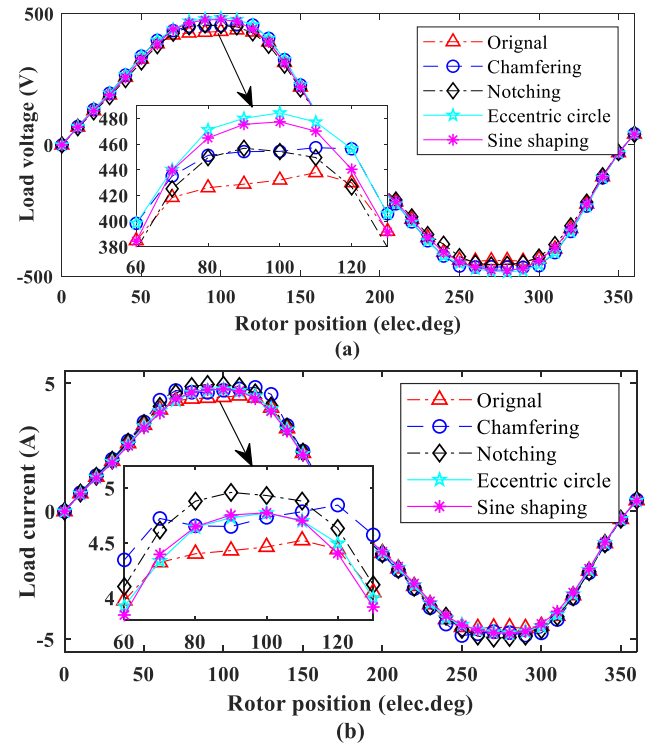 500
0
-500
Load voltage (V)
Orignal
Chamfering
Notching
Eccentric circle
Sine shaping
480
460
440
420
400
380
60
80
100
120
0
50
100
150
200
250
300
350
Rotor position (elec.deg)
(a)
5
0
-5
Load current (A)
Orignal
Chamfering
Notching
Eccentric circle
Sine shaping
5
4.5
4
60
80
100
120
0
50
100
150
200
250
300
350
Rotor position (elec.deg)
(b)